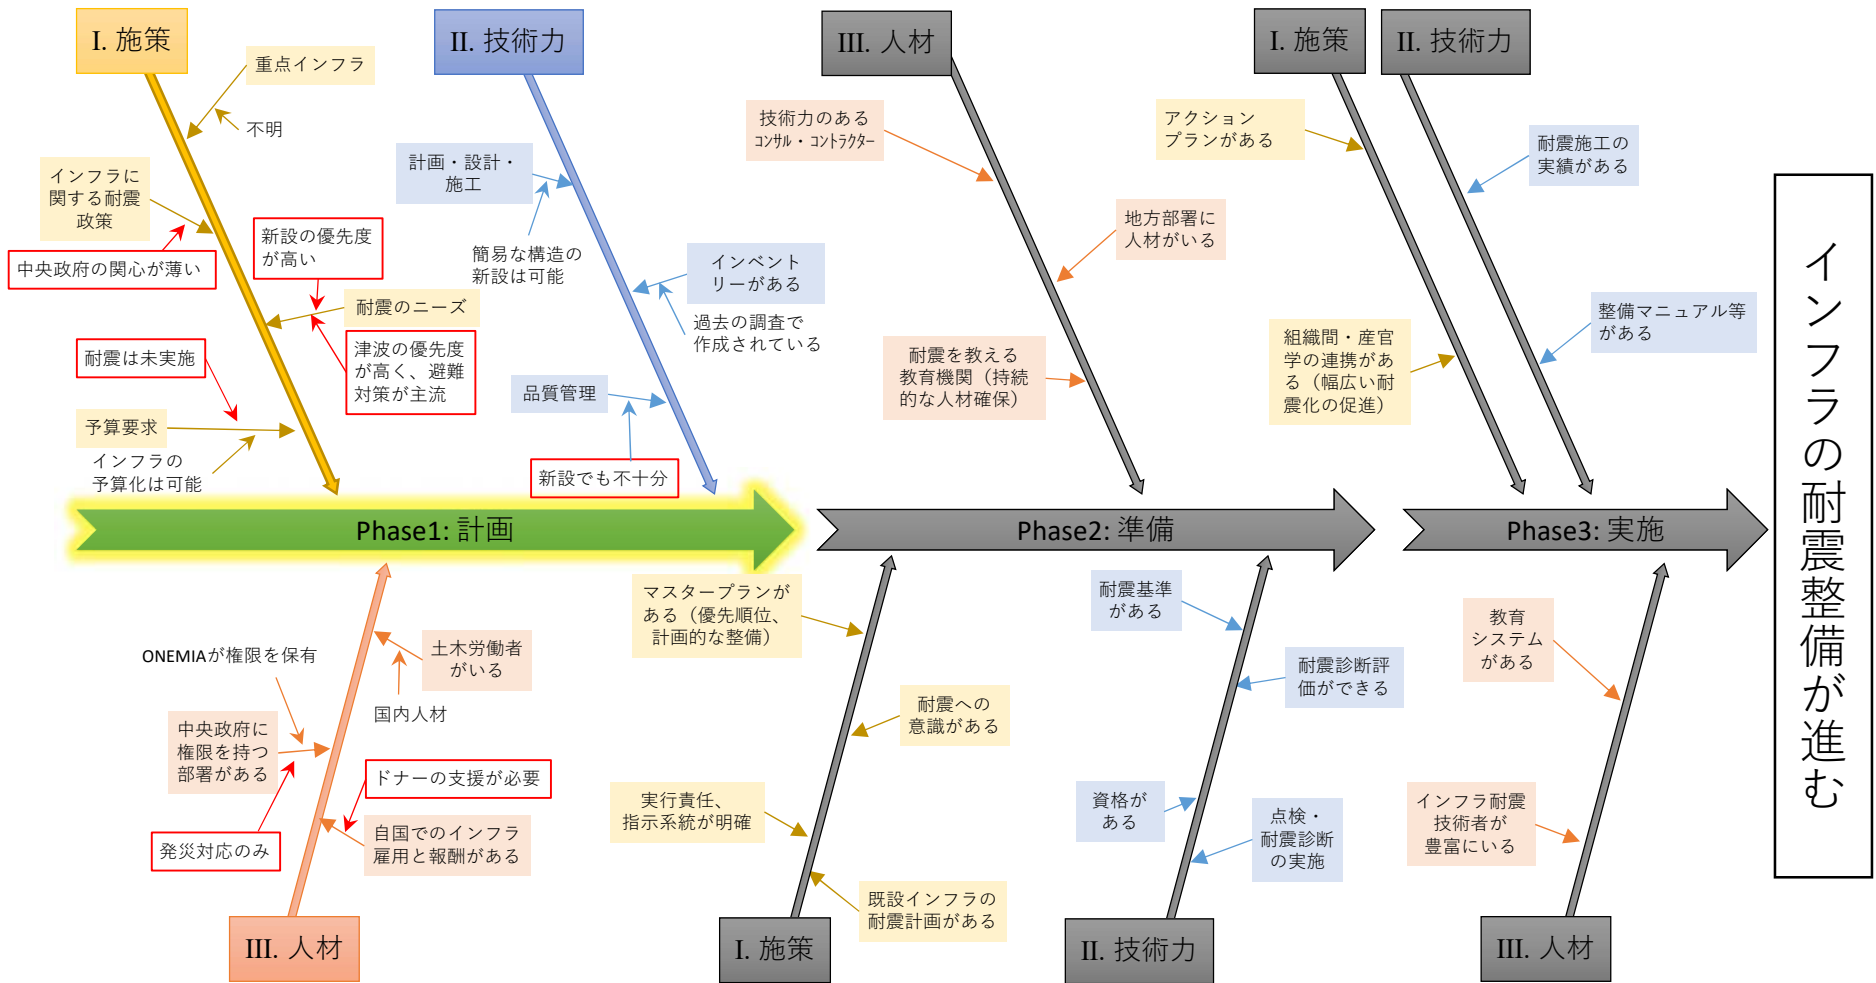 I. 施策
重点インフラ
不明
インフラに
関する耐震
政策
中央政府の関心が薄い
新設の優先度
が高い
耐震のニーズ
津波の優先度
が高く、避難
対策が主流
耐震は未実施
予算要求
インフラの
予算化は可能
II. 技術力
計画・設計・
施工
簡易な構造の
新設は可能
インベント
リーがある
過去の調査で
作成されている
品質管理
新設でも不十分
III. 人材
技術力のある
コンサル・コントラクター
地方部署に
人材がいる
耐震を教える
教育機関（持続
的な人材確保）
I. 施策
アクション
プランがある
組織間・産官
学の連携があ
る（幅広い耐
震化の促進）
II. 技術力
耐震施工の
実績がある
整備マニュアル等
がある
Phase1: 計画
Phase2: 準備
Phase3: 実施
インフラの耐震整備が進む
ONEMIAが権限を保有
土木労働者
がいる
国内人材
中央政府に
権限を持つ
部署がある
発災対応のみ
ドナーの支援が必要
自国でのインフラ
雇用と報酬がある
III. 人材
マスタープランが
ある（優先順位、
計画的な整備）
耐震への
意識がある
実行責任、
指示系統が明確
既設インフラの
耐震計画がある
I. 施策
耐震基準
がある
耐震診断評
価ができる
資格が
ある
点検・
耐震診断
の実施
II. 技術力
教育
システム
がある
インフラ耐震
技術者が
豊富にいる
III. 人材